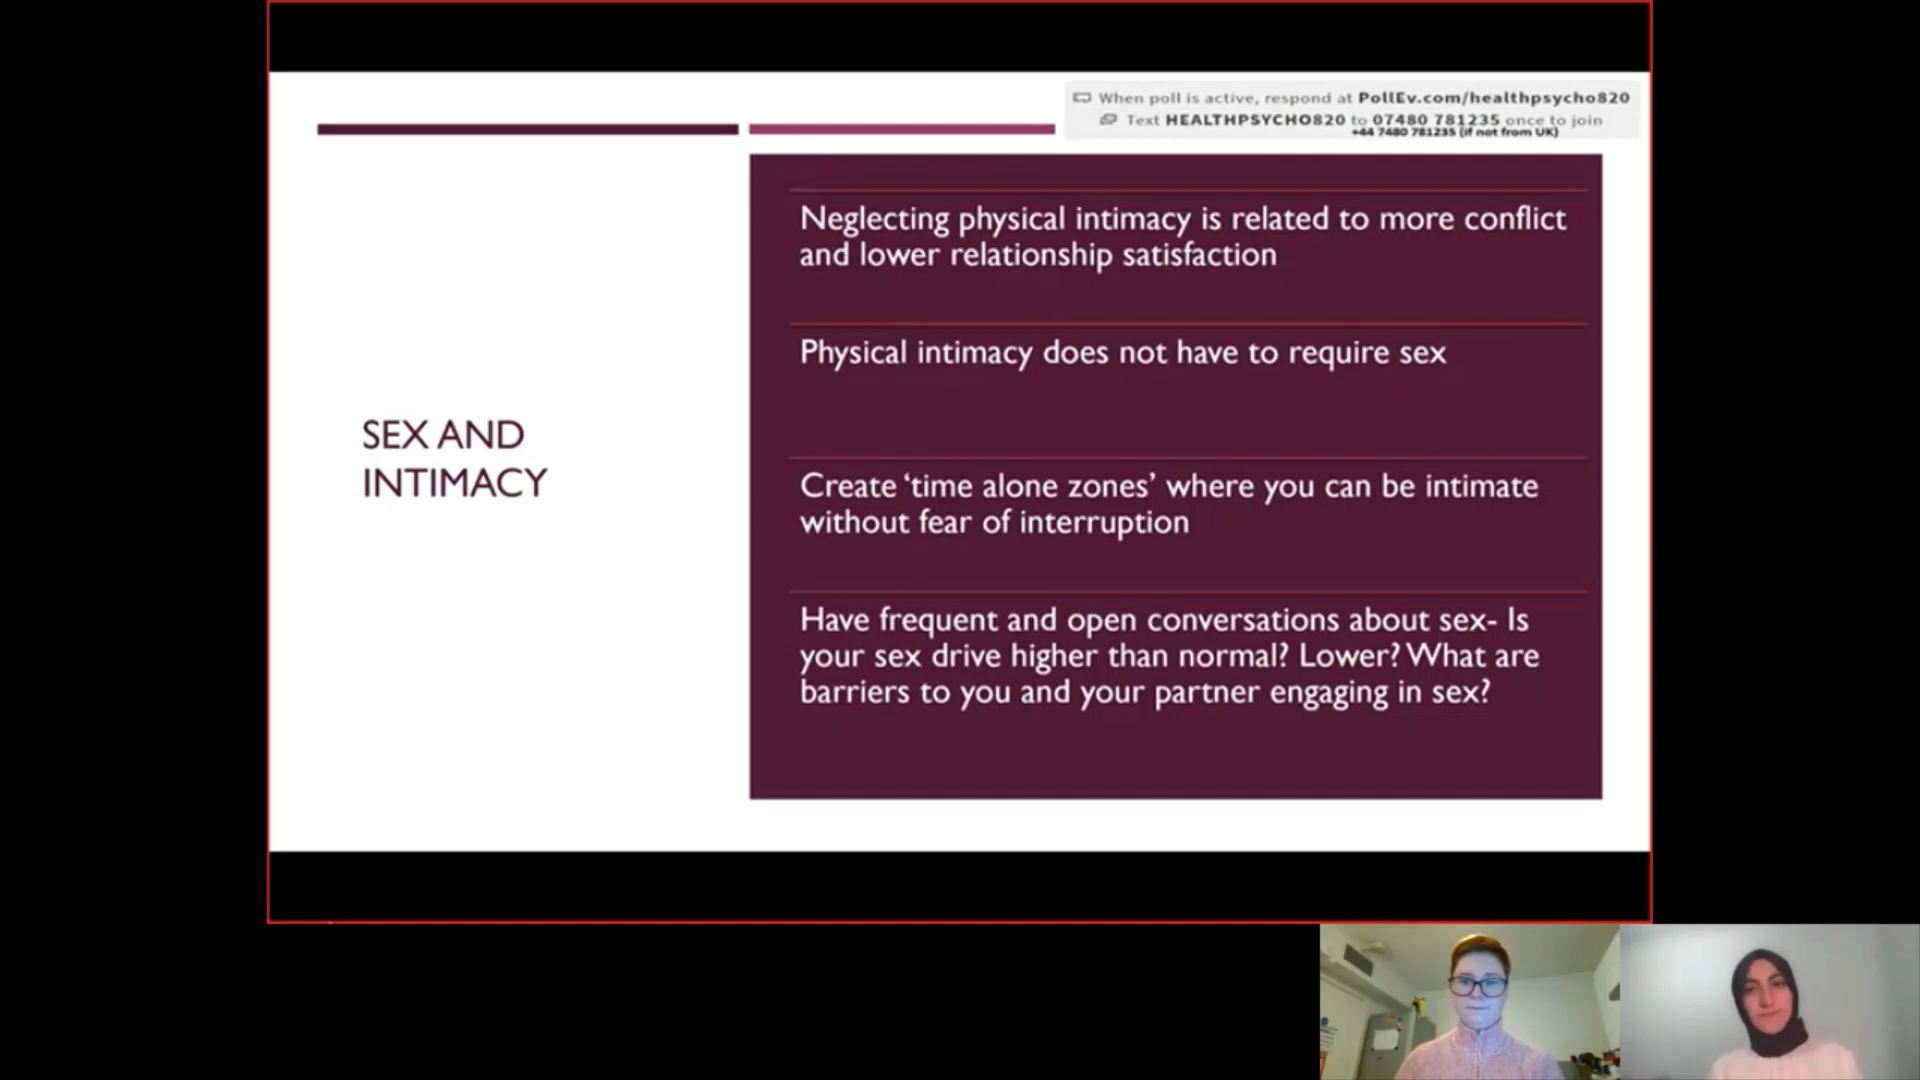 When poll is active, respond at PollEv.com/healthpsycho820
Text HEALTHPSYCHO820 to 07480 781235 once to join
+44 7480 781235 (if not from UK)
SEX AND
INTIMACY
Neglecting physical intimacy is related to more conflict
and lower relationship satisfaction
Physical intimacy does not have to require sex
Create ‘time alone zones’ where you can be intimate
without fear of interruption
Have frequent and open conversations about sex- Is
your sex drive higher than normal? Lower? What are
barriers to you and your partner engaging in sex?